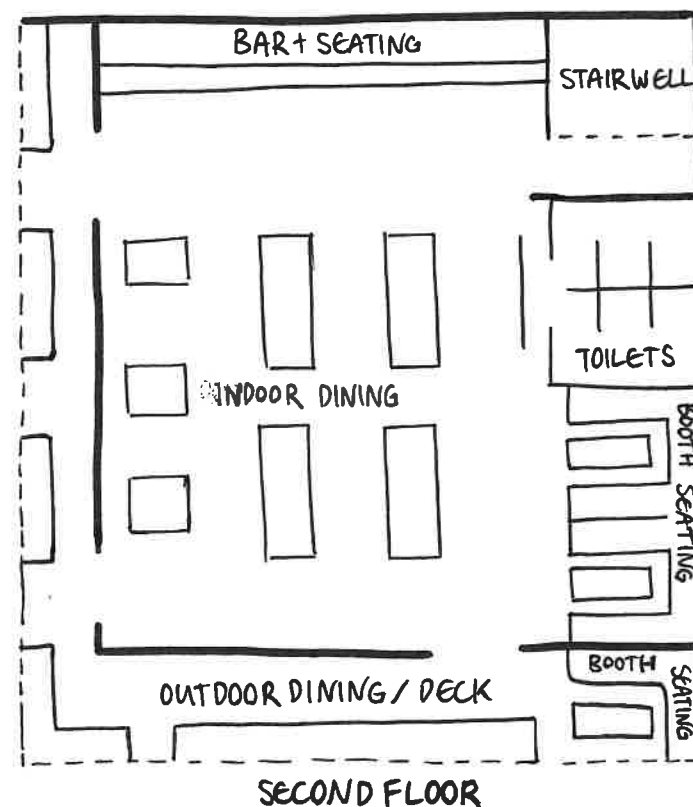 BAR + SEATING
STAIRWELL
TOILETS
INDOOR DINING
BOOTH SEATING
BOOTH SEATING
OUTDOOR DINING / DECK
SECOND FLOOR